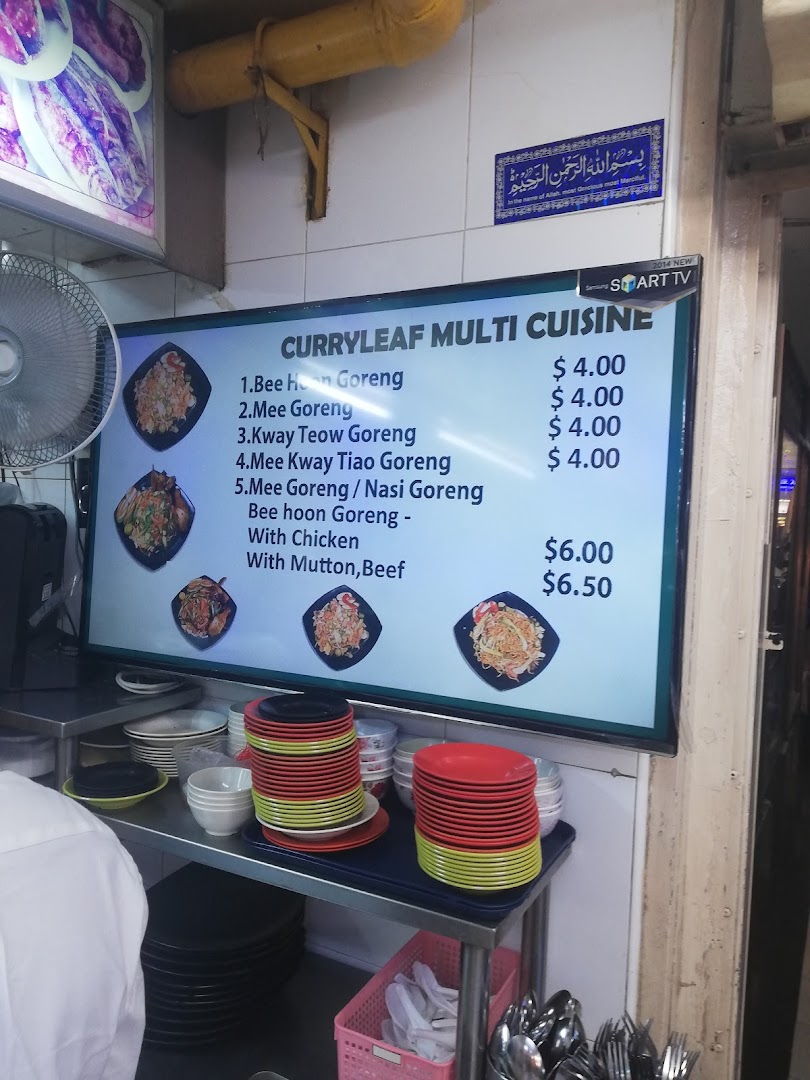 بسم الله الرحمن الرحيم
In the name of Allah, most Gracious most Merciful.
2014 NEW
Samsung SMART TV
CURRYLEAF MULTI CUISINE
1.Bee Hoon Goreng $ 4.00
2.Mee Goreng $ 4.00
3.Kway Teow Goreng $ 4.00
4.Mee Kway Tiao Goreng $ 4.00
5.Mee Goreng / Nasi Goreng
Bee hoon Goreng -
With Chicken $6.00
With Mutton,Beef $6.50